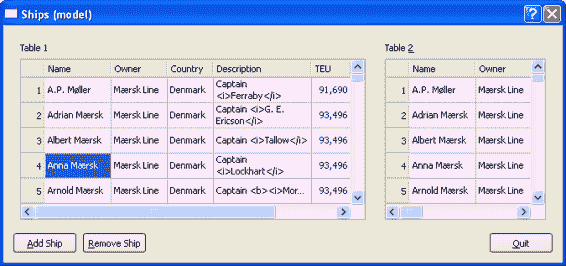 Ships (model)
Table 1
Name Owner Country Description TEU
1 A.P. Møller Mærsk Line Denmark Captain <i>Ferraby</i> 91,690
2 Adrian Mærsk Mærsk Line Denmark Captain <i>G. E. Ericson</i> 93,496
3 Albert Mærsk Mærsk Line Denmark Captain <i>Tallow</i> 93,496
4 Anna Mærsk Mærsk Line Denmark Captain <i>Lockhart</i> 93,496
5 Arnold Mærsk Mærsk Line Denmark Captain <b><i>Mor... 93,496
Table 2
Name Owner
1 A.P. Møller Mærsk Line
2 Adrian Mærsk Mærsk Line
3 Albert Mærsk Mærsk Line
4 Anna Mærsk Mærsk Line
5 Arnold Mærsk Mærsk Line
Add Ship Remove Ship Quit